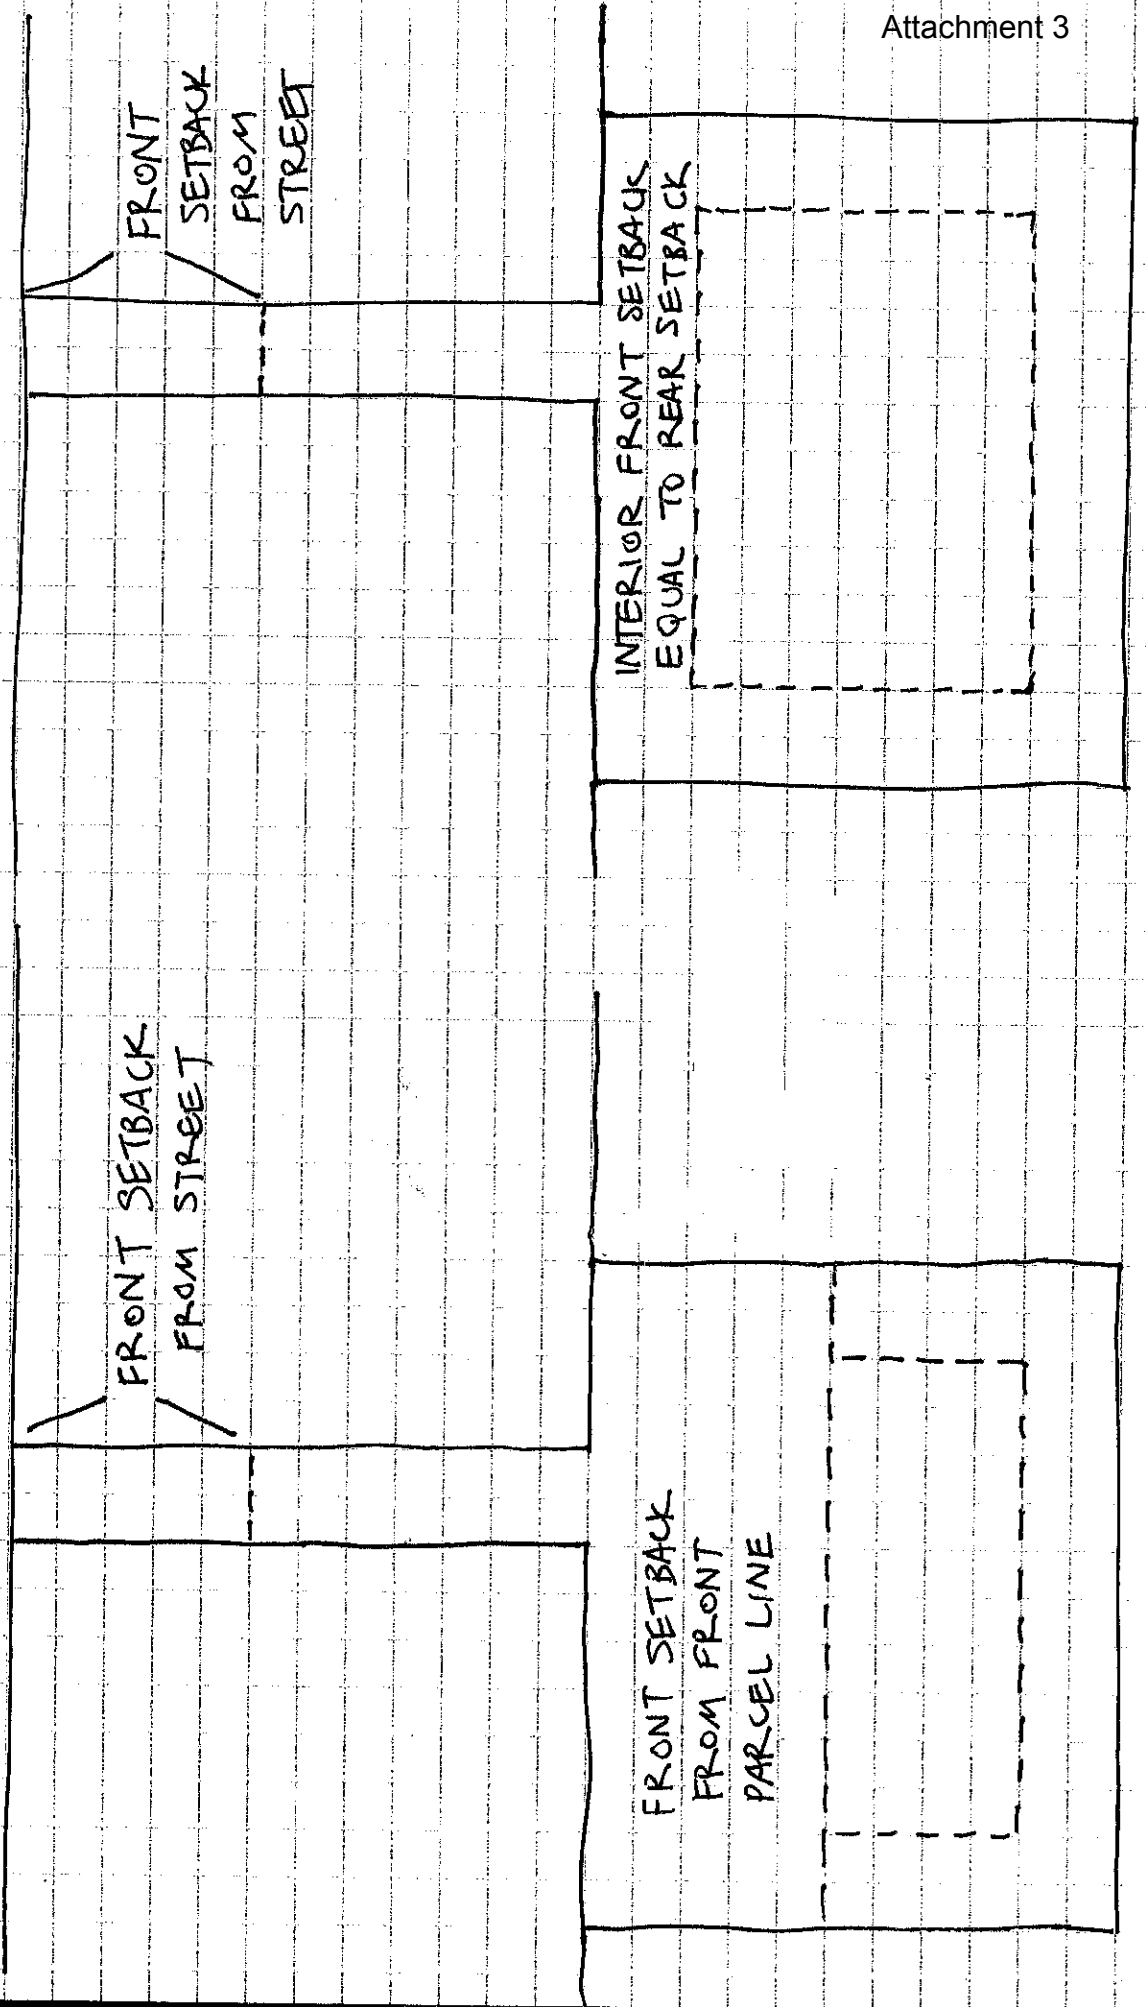 Attachment 3
FRONT
SETBACK
FROM
STREET
INTERIOR FRONT SETBACK
EQUAL TO REAR SETBACK
FRONT SETBACK
FROM STREET
FRONT SETBACK
FROM FRONT
PARCEL LINE